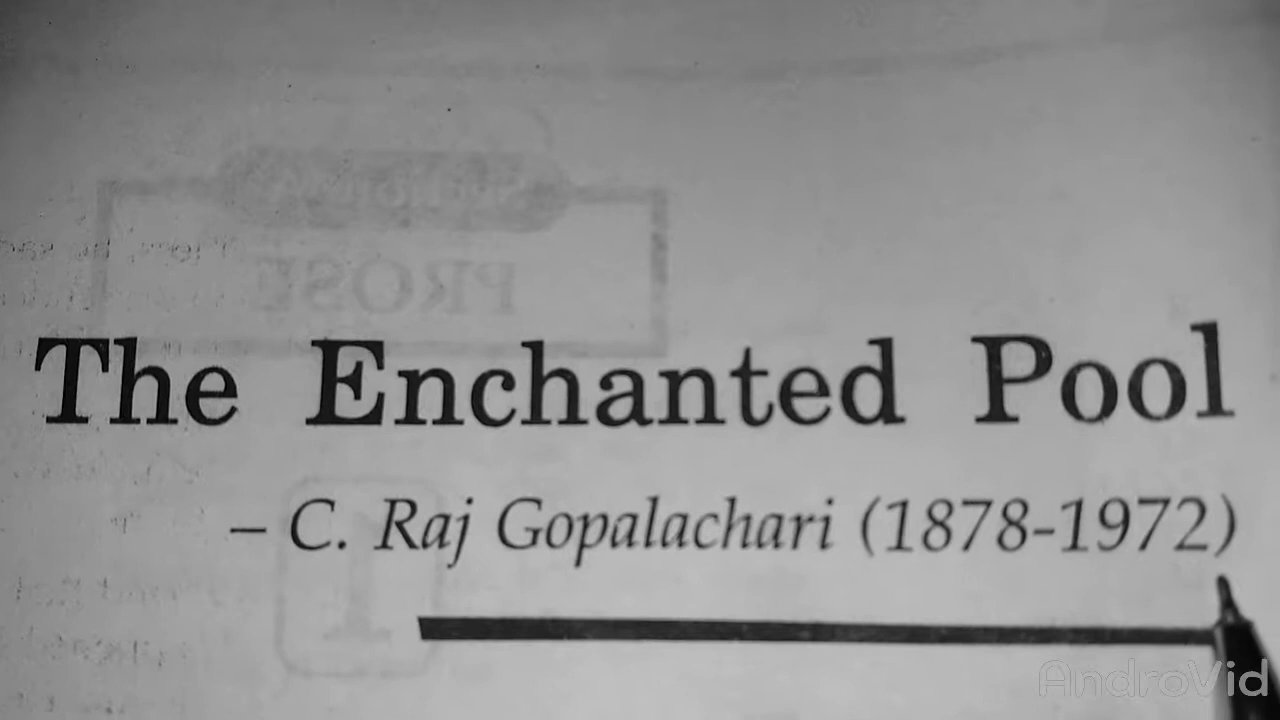 The Enchanted Pool
– C. Raj Gopalachari (1878-1972)
AndroVid